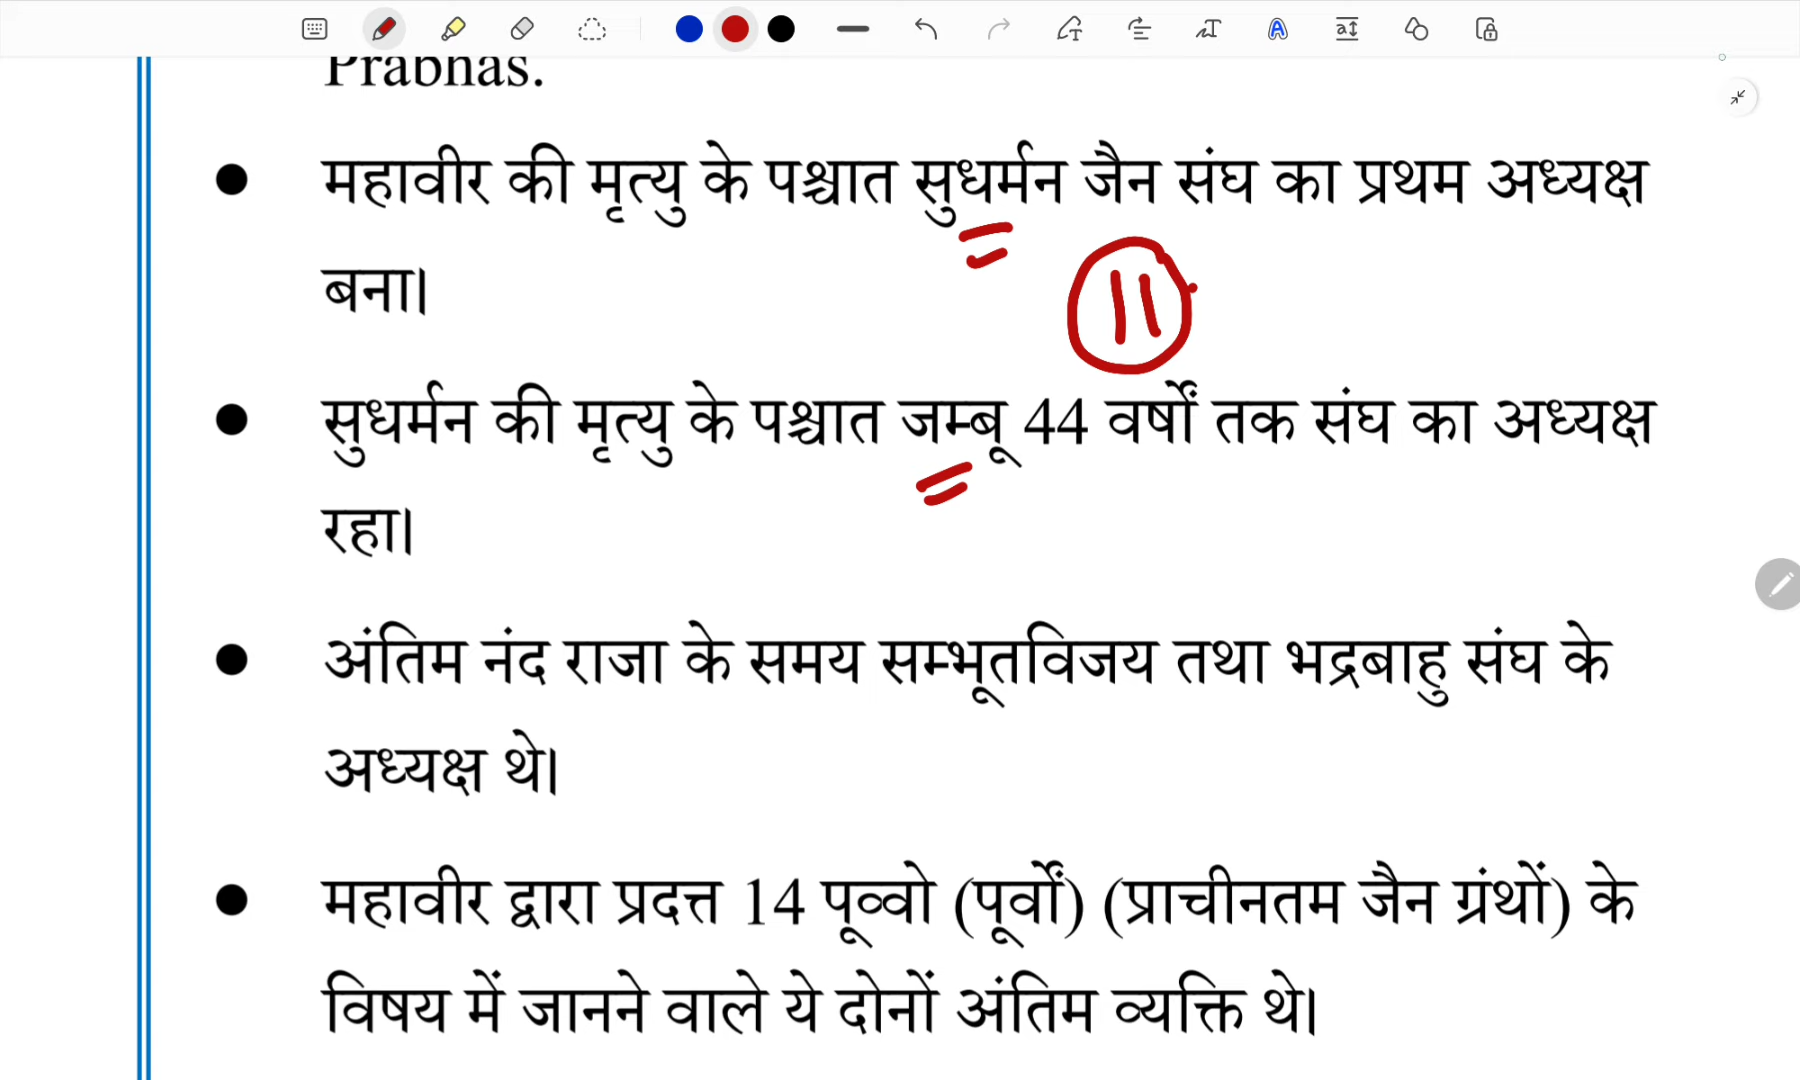 Prabhas.
● महावीर की मृत्यु के पश्चात सुधर्मन जैन संघ का प्रथम अध्यक्ष
बना।
11
● सुधर्मन की मृत्यु के पश्चात जम्बू 44 वर्षों तक संघ का अध्यक्ष
रहा।
● अंतिम नंद राजा के समय सम्भूतविजय तथा भद्रबाहु संघ के
अध्यक्ष थे।
● महावीर द्वारा प्रदत्त 14 पूव्वो (पूर्वों) (प्राचीनतम जैन ग्रंथों) के
विषय में जानने वाले ये दोनों अंतिम व्यक्ति थे।